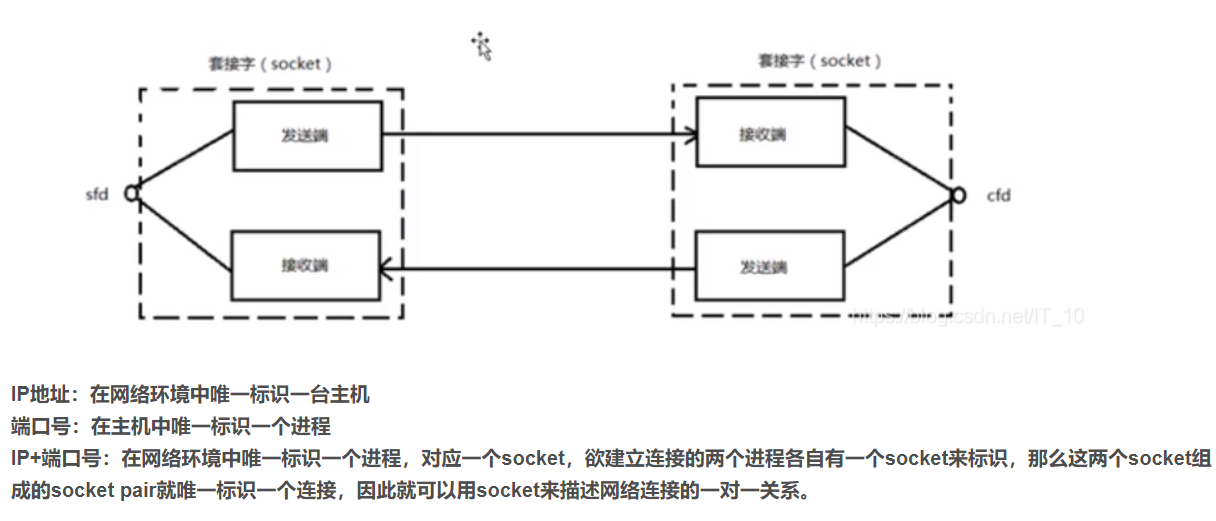 套接字（socket）
套接字（socket）
发送端
接收端
sfd
cfd
接收端
发送端
https://blog.csdn.net/IT_10
IP地址：在网络环境中唯一标识一台主机
端口号：在主机中唯一标识一个进程
IP+端口号：在网络环境中唯一标识一个进程，对应一个socket，欲建立连接的两个进程各自有一个socket来标识，那么这两个socket组
成的socket pair就唯一标识一个连接，因此就可以用socket来描述网络连接的一对一关系。